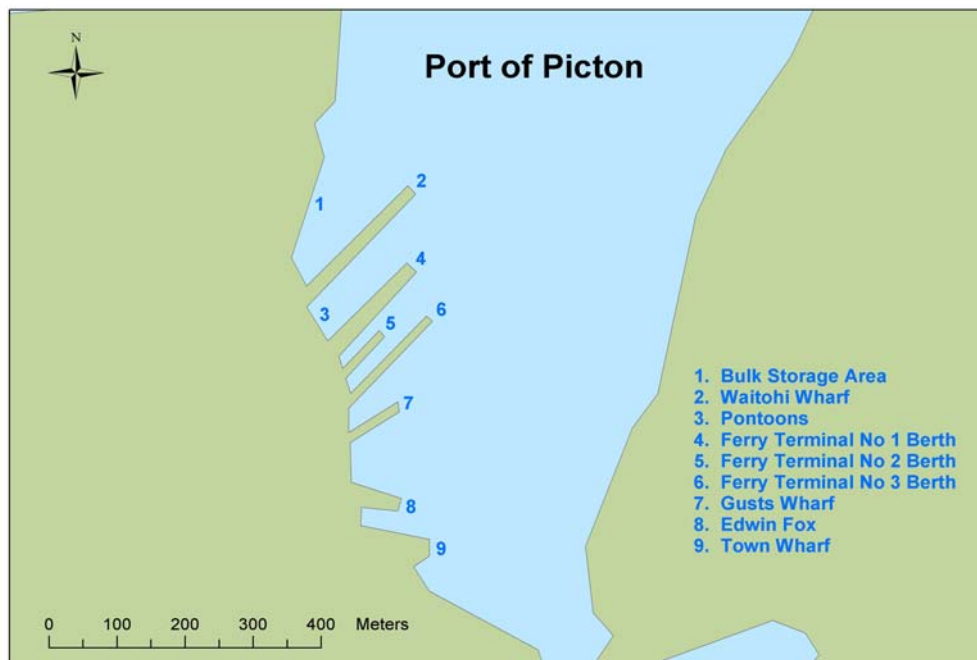 N
Port of Picton
2
1
4
6
3
5
7
8
9
1. Bulk Storage Area
2. Waitohi Wharf
3. Pontoons
4. Ferry Terminal No 1 Berth
5. Ferry Terminal No 2 Berth
6. Ferry Terminal No 3 Berth
7. Gusts Wharf
8. Edwin Fox
9. Town Wharf
0 100 200 300 400 Meters